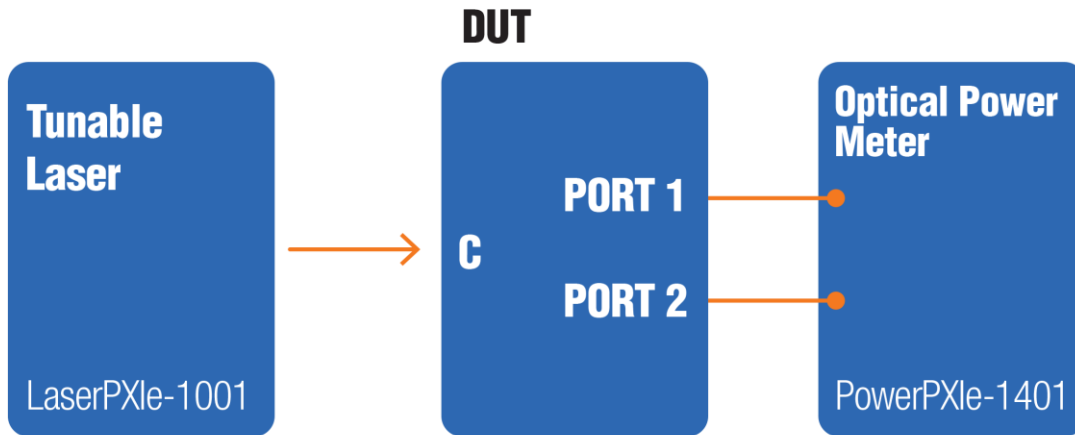 DUT
Tunable
Laser
LaserPXIe-1001
C
PORT 1
PORT 2
Optical Power
Meter
PowerPXIe-1401